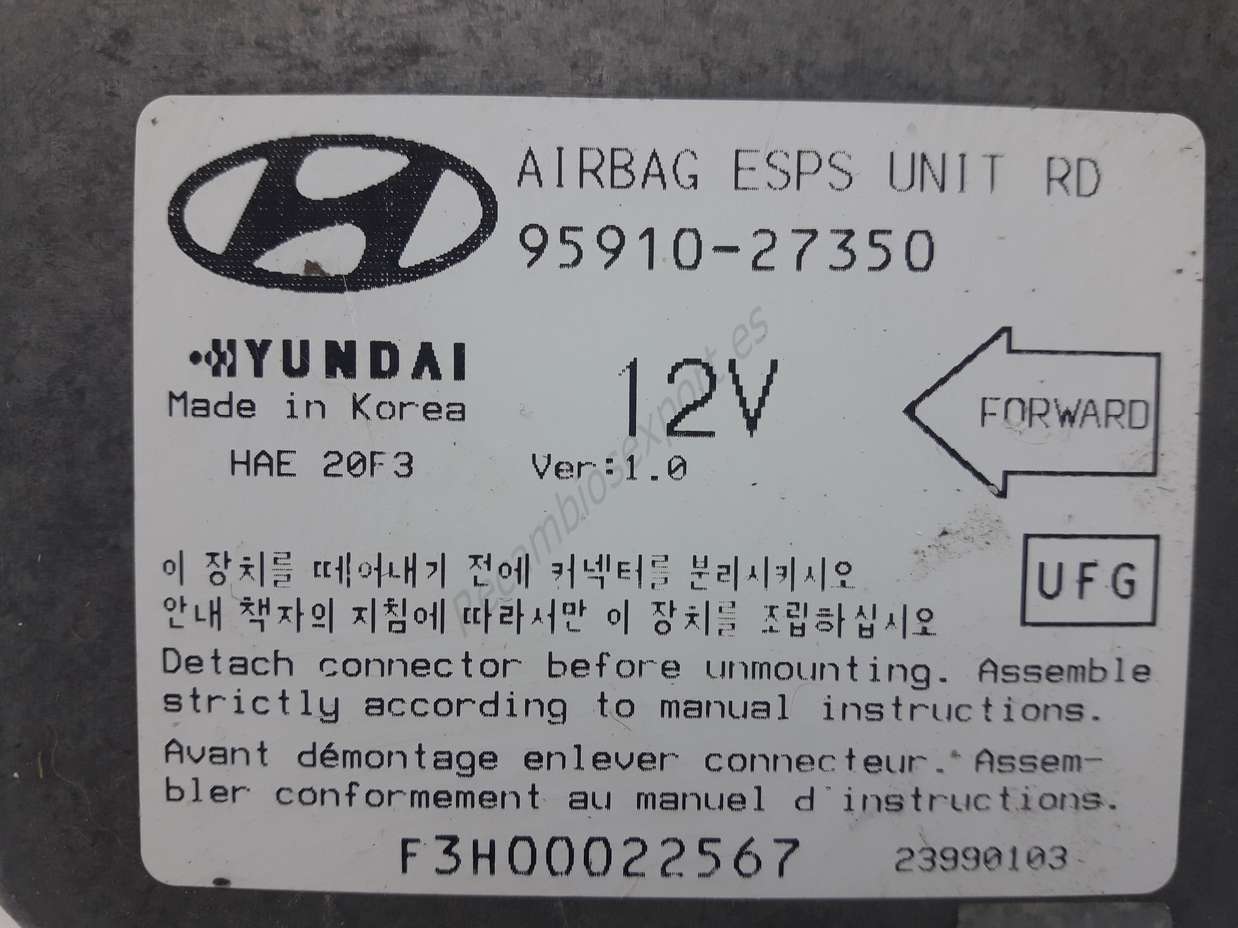 AIRBAG ESPS UNIT RD
95910-27350
HYUNDAI
Made in Korea
12V
FORWARD
HAE 20F3
Ver:1.0
이 장치를 떼어내기 전에 커넥터를 분리시키시오
안내 책자의 지침에 따라서만 이 장치를 조립하십시오
UFG
Detach connector before unmounting. Assemble
strictly according to manual instructions.
Avant démontage enlever connecteur. Assem-
bler conformement au manuel d'instructions.
F3H00022567
23990103
recambiosexport.es